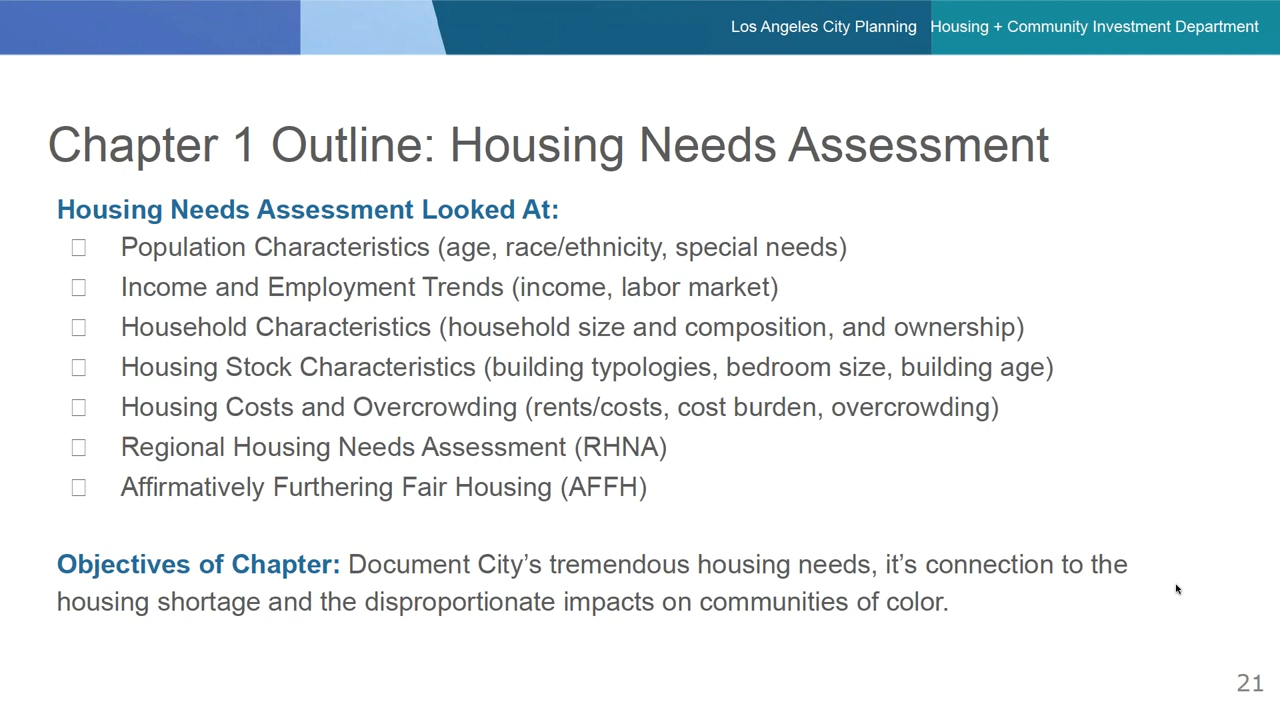 Los Angeles City Planning Housing + Community Investment Department
Chapter 1 Outline: Housing Needs Assessment
Housing Needs Assessment Looked At:
Population Characteristics (age, race/ethnicity, special needs)
Income and Employment Trends (income, labor market)
Household Characteristics (household size and composition, and ownership)
Housing Stock Characteristics (building typologies, bedroom size, building age)
Housing Costs and Overcrowding (rents/costs, cost burden, overcrowding)
Regional Housing Needs Assessment (RHNA)
Affirmatively Furthering Fair Housing (AFFH)
Objectives of Chapter: Document City’s tremendous housing needs, it’s connection to the
housing shortage and the disproportionate impacts on communities of color.
21